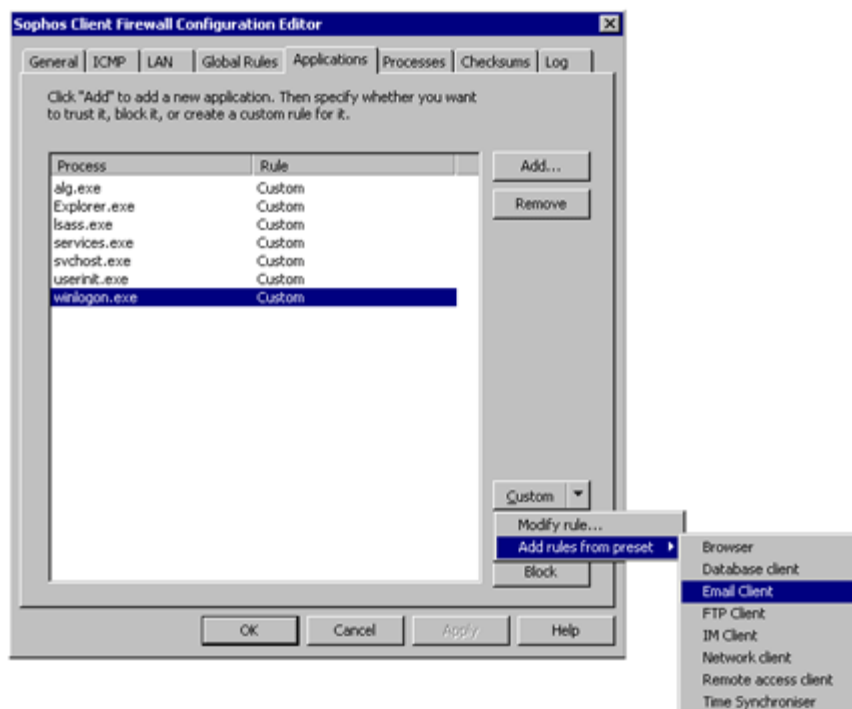 Sophos Client Firewall Configuration Editor
General ICMP LAN Global Rules Applications Processes Checksums Log
Click "Add" to add a new application. Then specify whether you want
to trust it, block it, or create a custom rule for it.
Process Rule
Add...
alg.exe Custom
Explorer.exe Custom
Remove
lsass.exe Custom
services.exe Custom
svchost.exe Custom
userinit.exe Custom
winlogon.exe Custom
Custom
Modify rule...
Add rules from preset
Block
Browser
Database client
Email Client
FTP Client
IM Client
Network client
Remote access client
Time Synchroniser
OK Cancel Apply Help